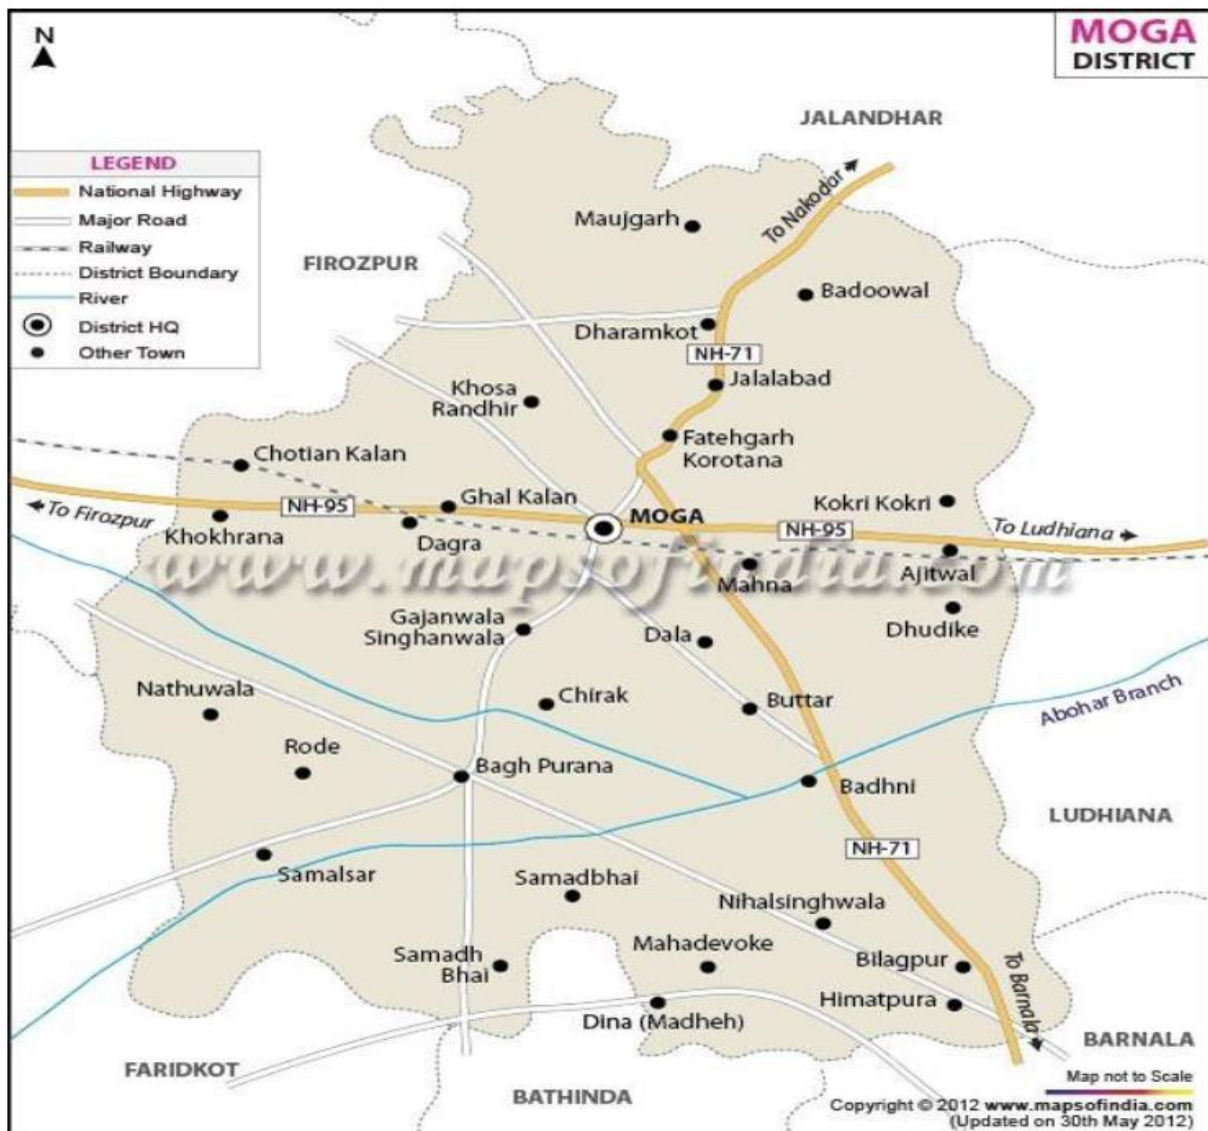 N
MOGA
DISTRICT
JALANDHAR
LEGEND
National Highway
Major Road
Railway
District Boundary
River
District HQ
Other Town
To Nakodar
Maujgarh
FIROZPUR
Badoowal
Dharamkot
NH-71
Jalalabad
Khosa
Randhir
Fatehgarh
Korotana
Chotian Kalan
Ghal Kalan
NH-95
MOGA
Kokri Kokri
To Firozpur
Khokhrana
Dagra
NH-95
To Ludhiana
www.mapsofindia.com
Mahna
Ajitwal
Gajanwala
Singhanwala
Dala
Dhudike
Nathuwala
Chirak
Buttar
Abohar Branch
Rode
Bagh Purana
Badhni
LUDHIANA
NH-71
Samalsar
Samadbhai
Nihalsinghwala
Samadh
Bhai
Mahadevoke
Bilagpur
To Barnala
Himatpura
Dina (Madheh)
BARNALA
FARIDKOT
BATHINDA
Map not to Scale
Copyright © 2012 www.mapsofindia.com
(Updated on 30th May 2012)